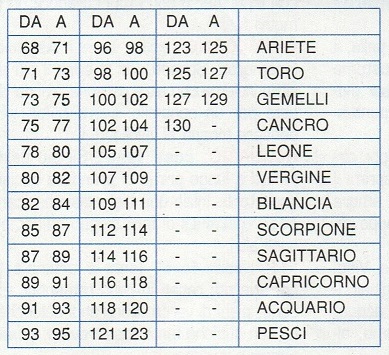 DA A DA A DA A
68 71 96 98 123 125 ARIETE
71 73 98 100 125 127 TORO
73 75 100 102 127 129 GEMELLI
75 77 102 104 130 - CANCRO
78 80 105 107 - - LEONE
80 82 107 109 - - VERGINE
82 84 109 111 - - BILANCIA
85 87 112 114 - - SCORPIONE
87 89 114 116 - - SAGITTARIO
89 91 116 118 - - CAPRICORNO
91 93 118 120 - - ACQUARIO
93 95 121 123 - - PESCI